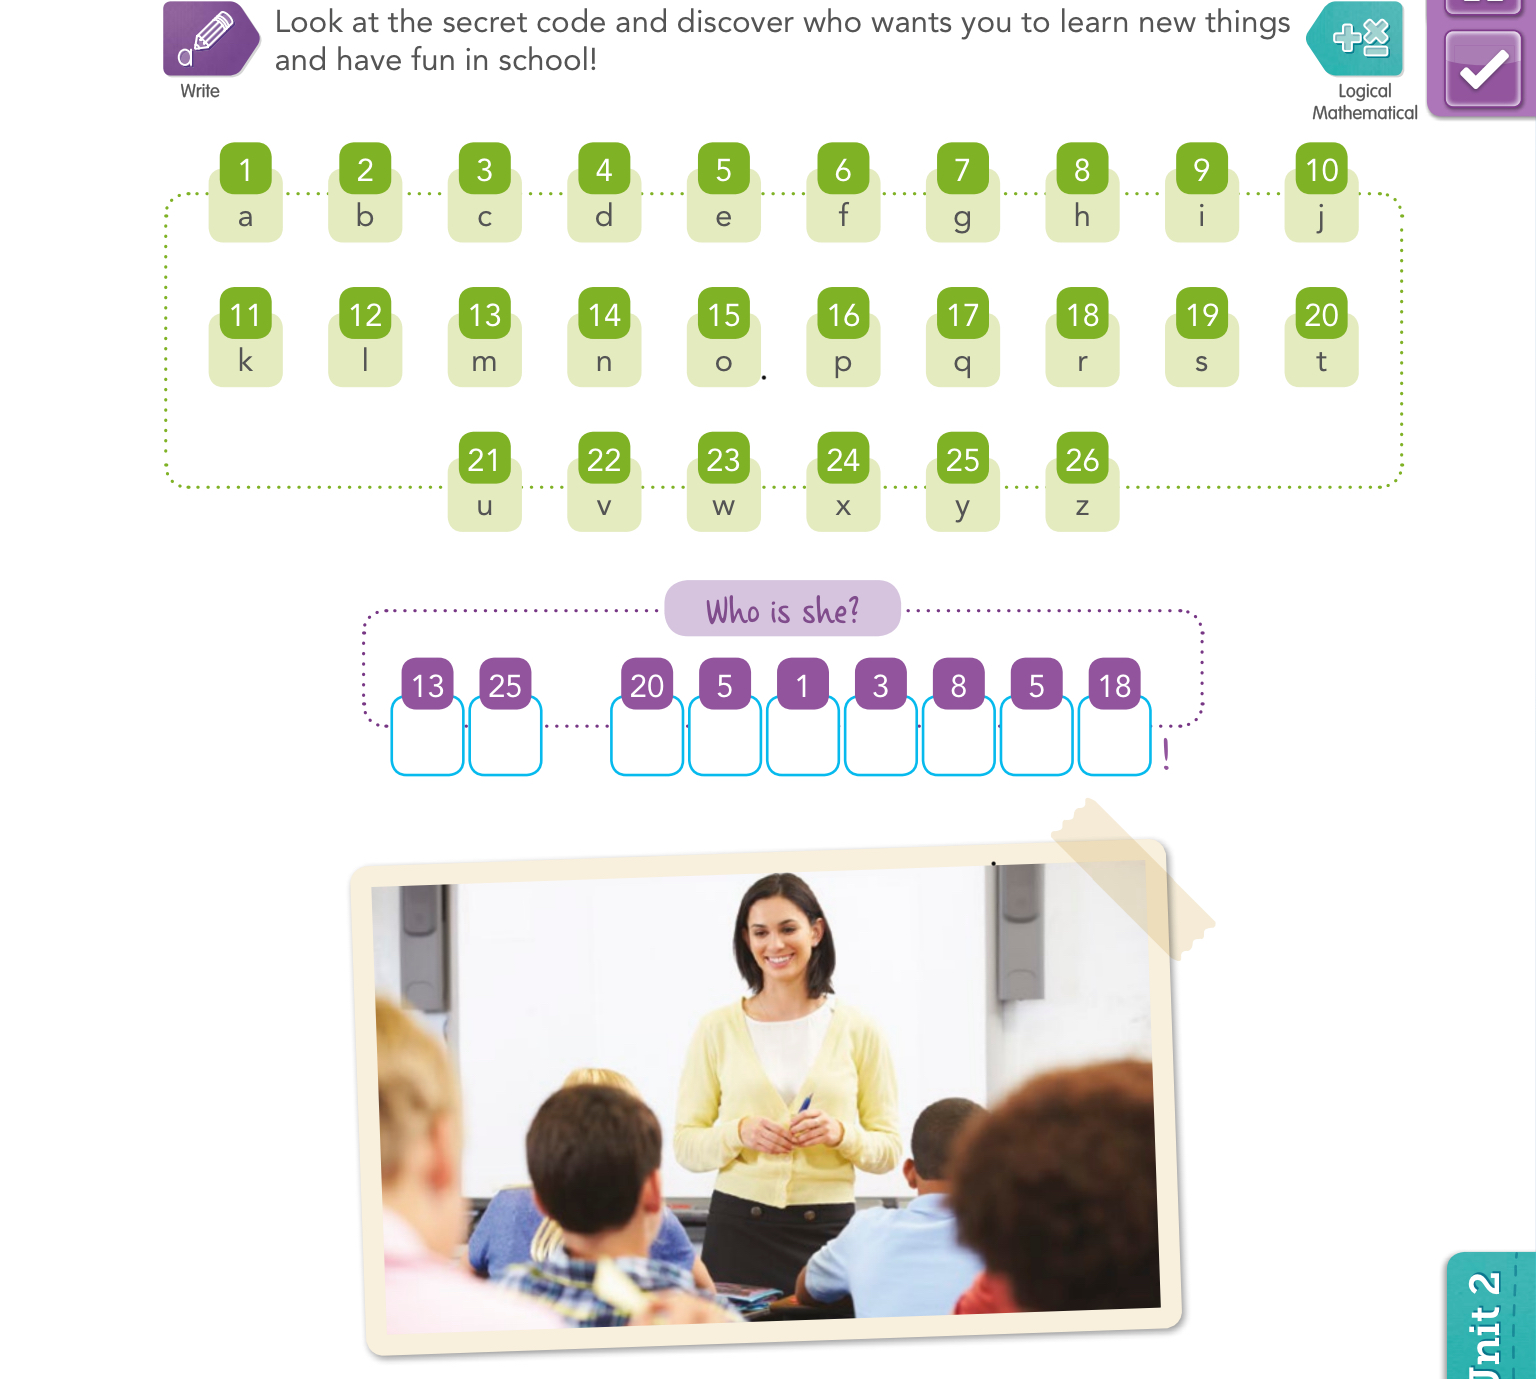 Look at the secret code and discover who wants you to learn new things
and have fun in school!
Write
Logical
Mathematical
1 2 3 4 5 6 7 8 9 10
a b c d e f g h i j
11 12 13 14 15 16 17 18 19 20
k l m n o p q r s t
21 22 23 24 25 26
u v w x y z
Who is she?
13 25 20 5 1 3 8 5 18
!
Unit 2